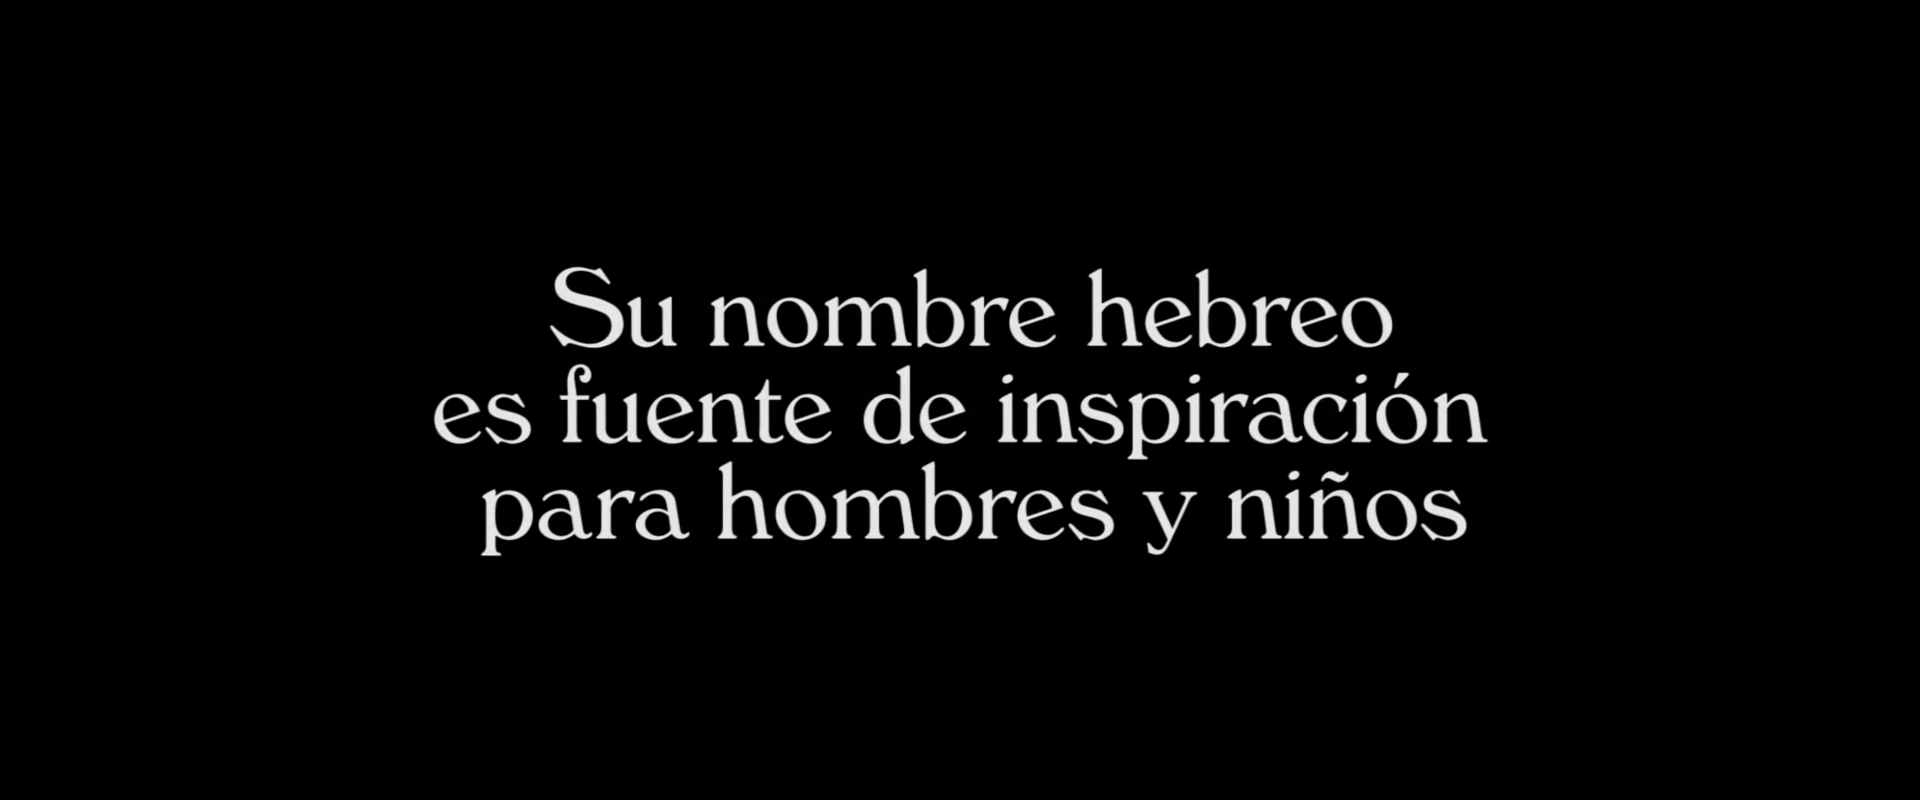 Su nombre hebreo
es fuente de inspiración
para hombres y niños